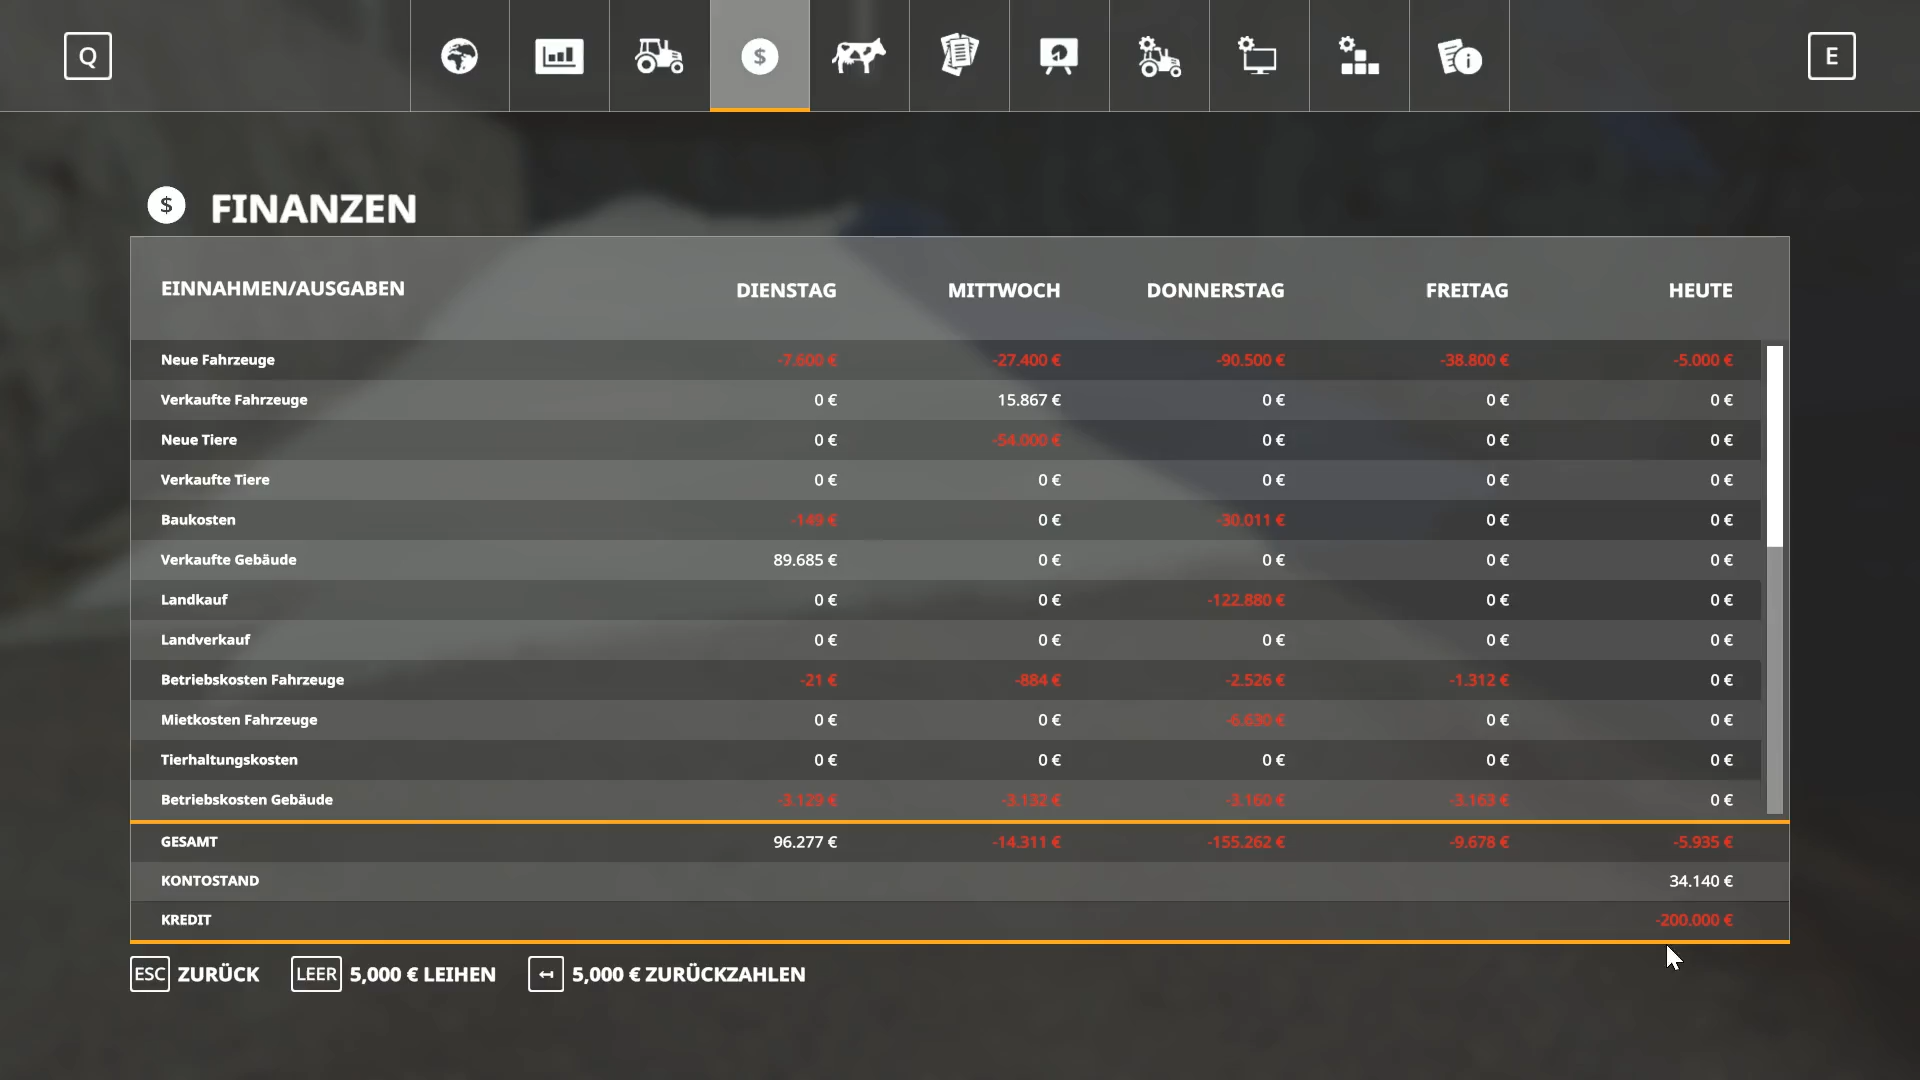 Q
E
$ FINANZEN
EINNAHMEN/AUSGABEN DIENSTAG MITTWOCH DONNERSTAG FREITAG HEUTE
Neue Fahrzeuge -7.600 € -27.400 € -90.500 € -38.800 € -5.000 €
Verkaufte Fahrzeuge 0 € 15.867 € 0 € 0 € 0 €
Neue Tiere 0 € -54.000 € 0 € 0 € 0 €
Verkaufte Tiere 0 € 0 € 0 € 0 € 0 €
Baukosten -149 € 0 € -30.011 € 0 € 0 €
Verkaufte Gebäude 89.685 € 0 € 0 € 0 € 0 €
Landkauf 0 € 0 € -122.880 € 0 € 0 €
Landverkauf 0 € 0 € 0 € 0 € 0 €
Betriebskosten Fahrzeuge -21 € -884 € -2.526 € -1.312 € 0 €
Mietkosten Fahrzeuge 0 € 0 € -6.630 € 0 € 0 €
Tierhaltungskosten 0 € 0 € 0 € 0 € 0 €
Betriebskosten Gebäude -3.129 € -3.132 € -3.160 € -3.163 € 0 €
GESAMT 96.277 € -14.311 € -155.262 € -9.678 € -5.935 €
KONTOSTAND 34.140 €
KREDIT -200.000 €
ESC ZURÜCK LEER 5,000 € LEIHEN ↤ 5,000 € ZURÜCKZAHLEN